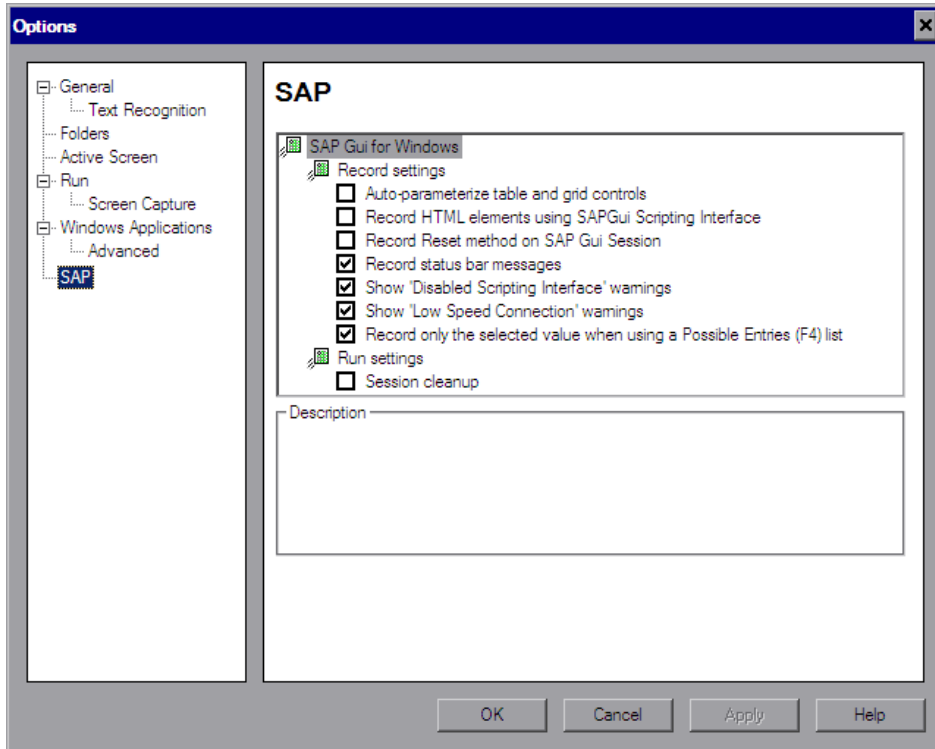 Options
General
Text Recognition
Folders
Active Screen
Run
Screen Capture
Windows Applications
Advanced
SAP
SAP
SAP Gui for Windows
Record settings
Auto-parameterize table and grid controls
Record HTML elements using SAPGui Scripting Interface
Record Reset method on SAP Gui Session
Record status bar messages
Show 'Disabled Scripting Interface' warnings
Show 'Low Speed Connection' warnings
Record only the selected value when using a Possible Entries (F4) list
Run settings
Session cleanup
Description
OK Cancel Apply Help